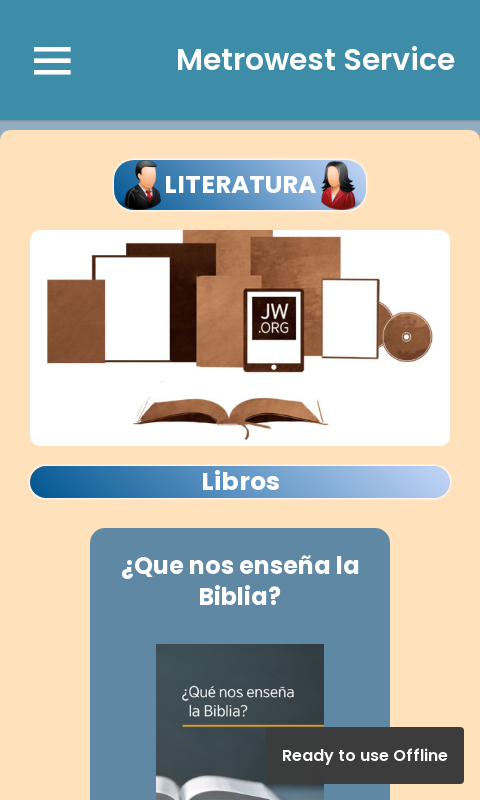 Metrowest Service
LITERATURA
JW
.ORG
Libros
¿Que nos enseña la
Biblia?
¿Qué nos enseña
la Biblia?
Ready to use Offline